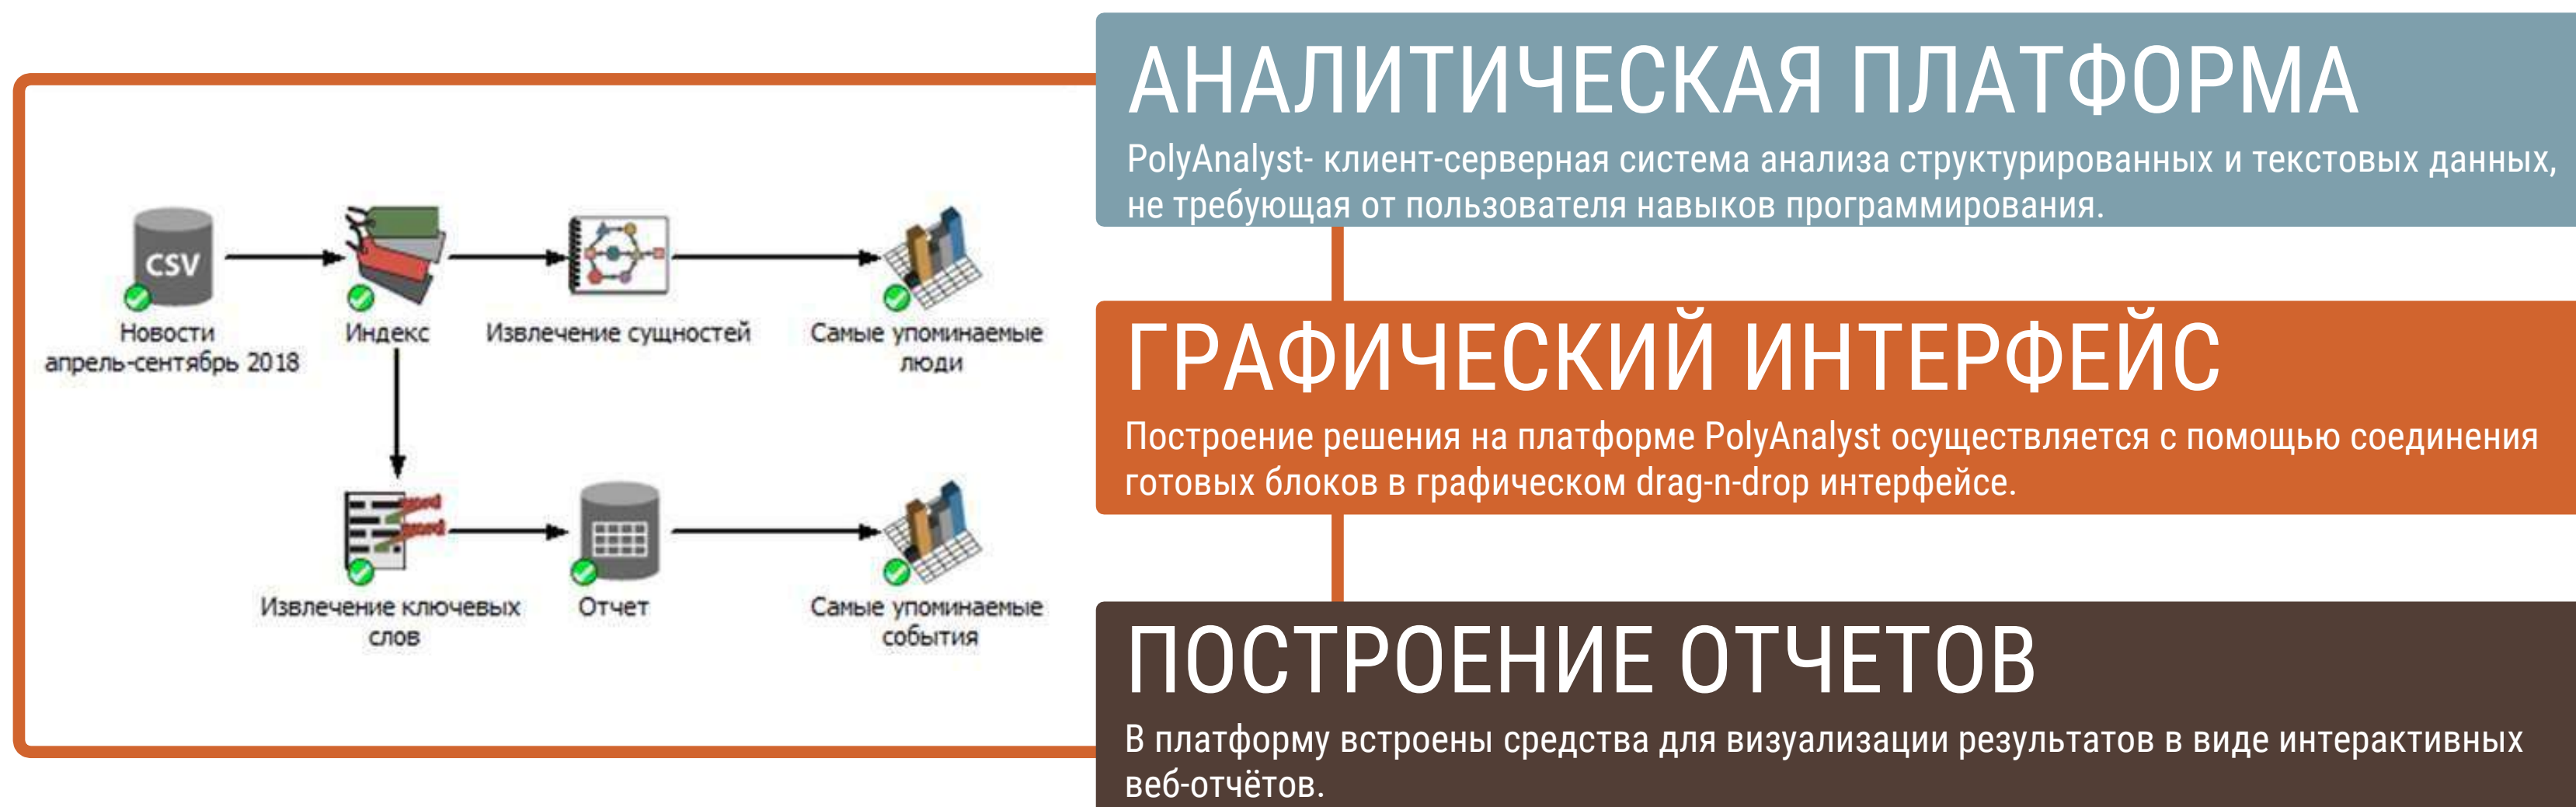 CSV
Новости
апрель-сентябрь 2018
Индекс
Извлечение сущностей
Самые упоминаемые
люди
word
word
Извлечение ключевых
слов
Отчет
Самые упоминаемые
события
АНАЛИТИЧЕСКАЯ ПЛАТФОРМА
PolyAnalyst- клиент-серверная система анализа структурированных и текстовых данных,
не требующая от пользователя навыков программирования.
ГРАФИЧЕСКИЙ ИНТЕРФЕЙС
Построение решения на платформе PolyAnalyst осуществляется с помощью соединения
готовых блоков в графическом drag-n-drop интерфейсе.
ПОСТРОЕНИЕ ОТЧЕТОВ
В платформу встроены средства для визуализации результатов в виде интерактивных
веб-отчётов.